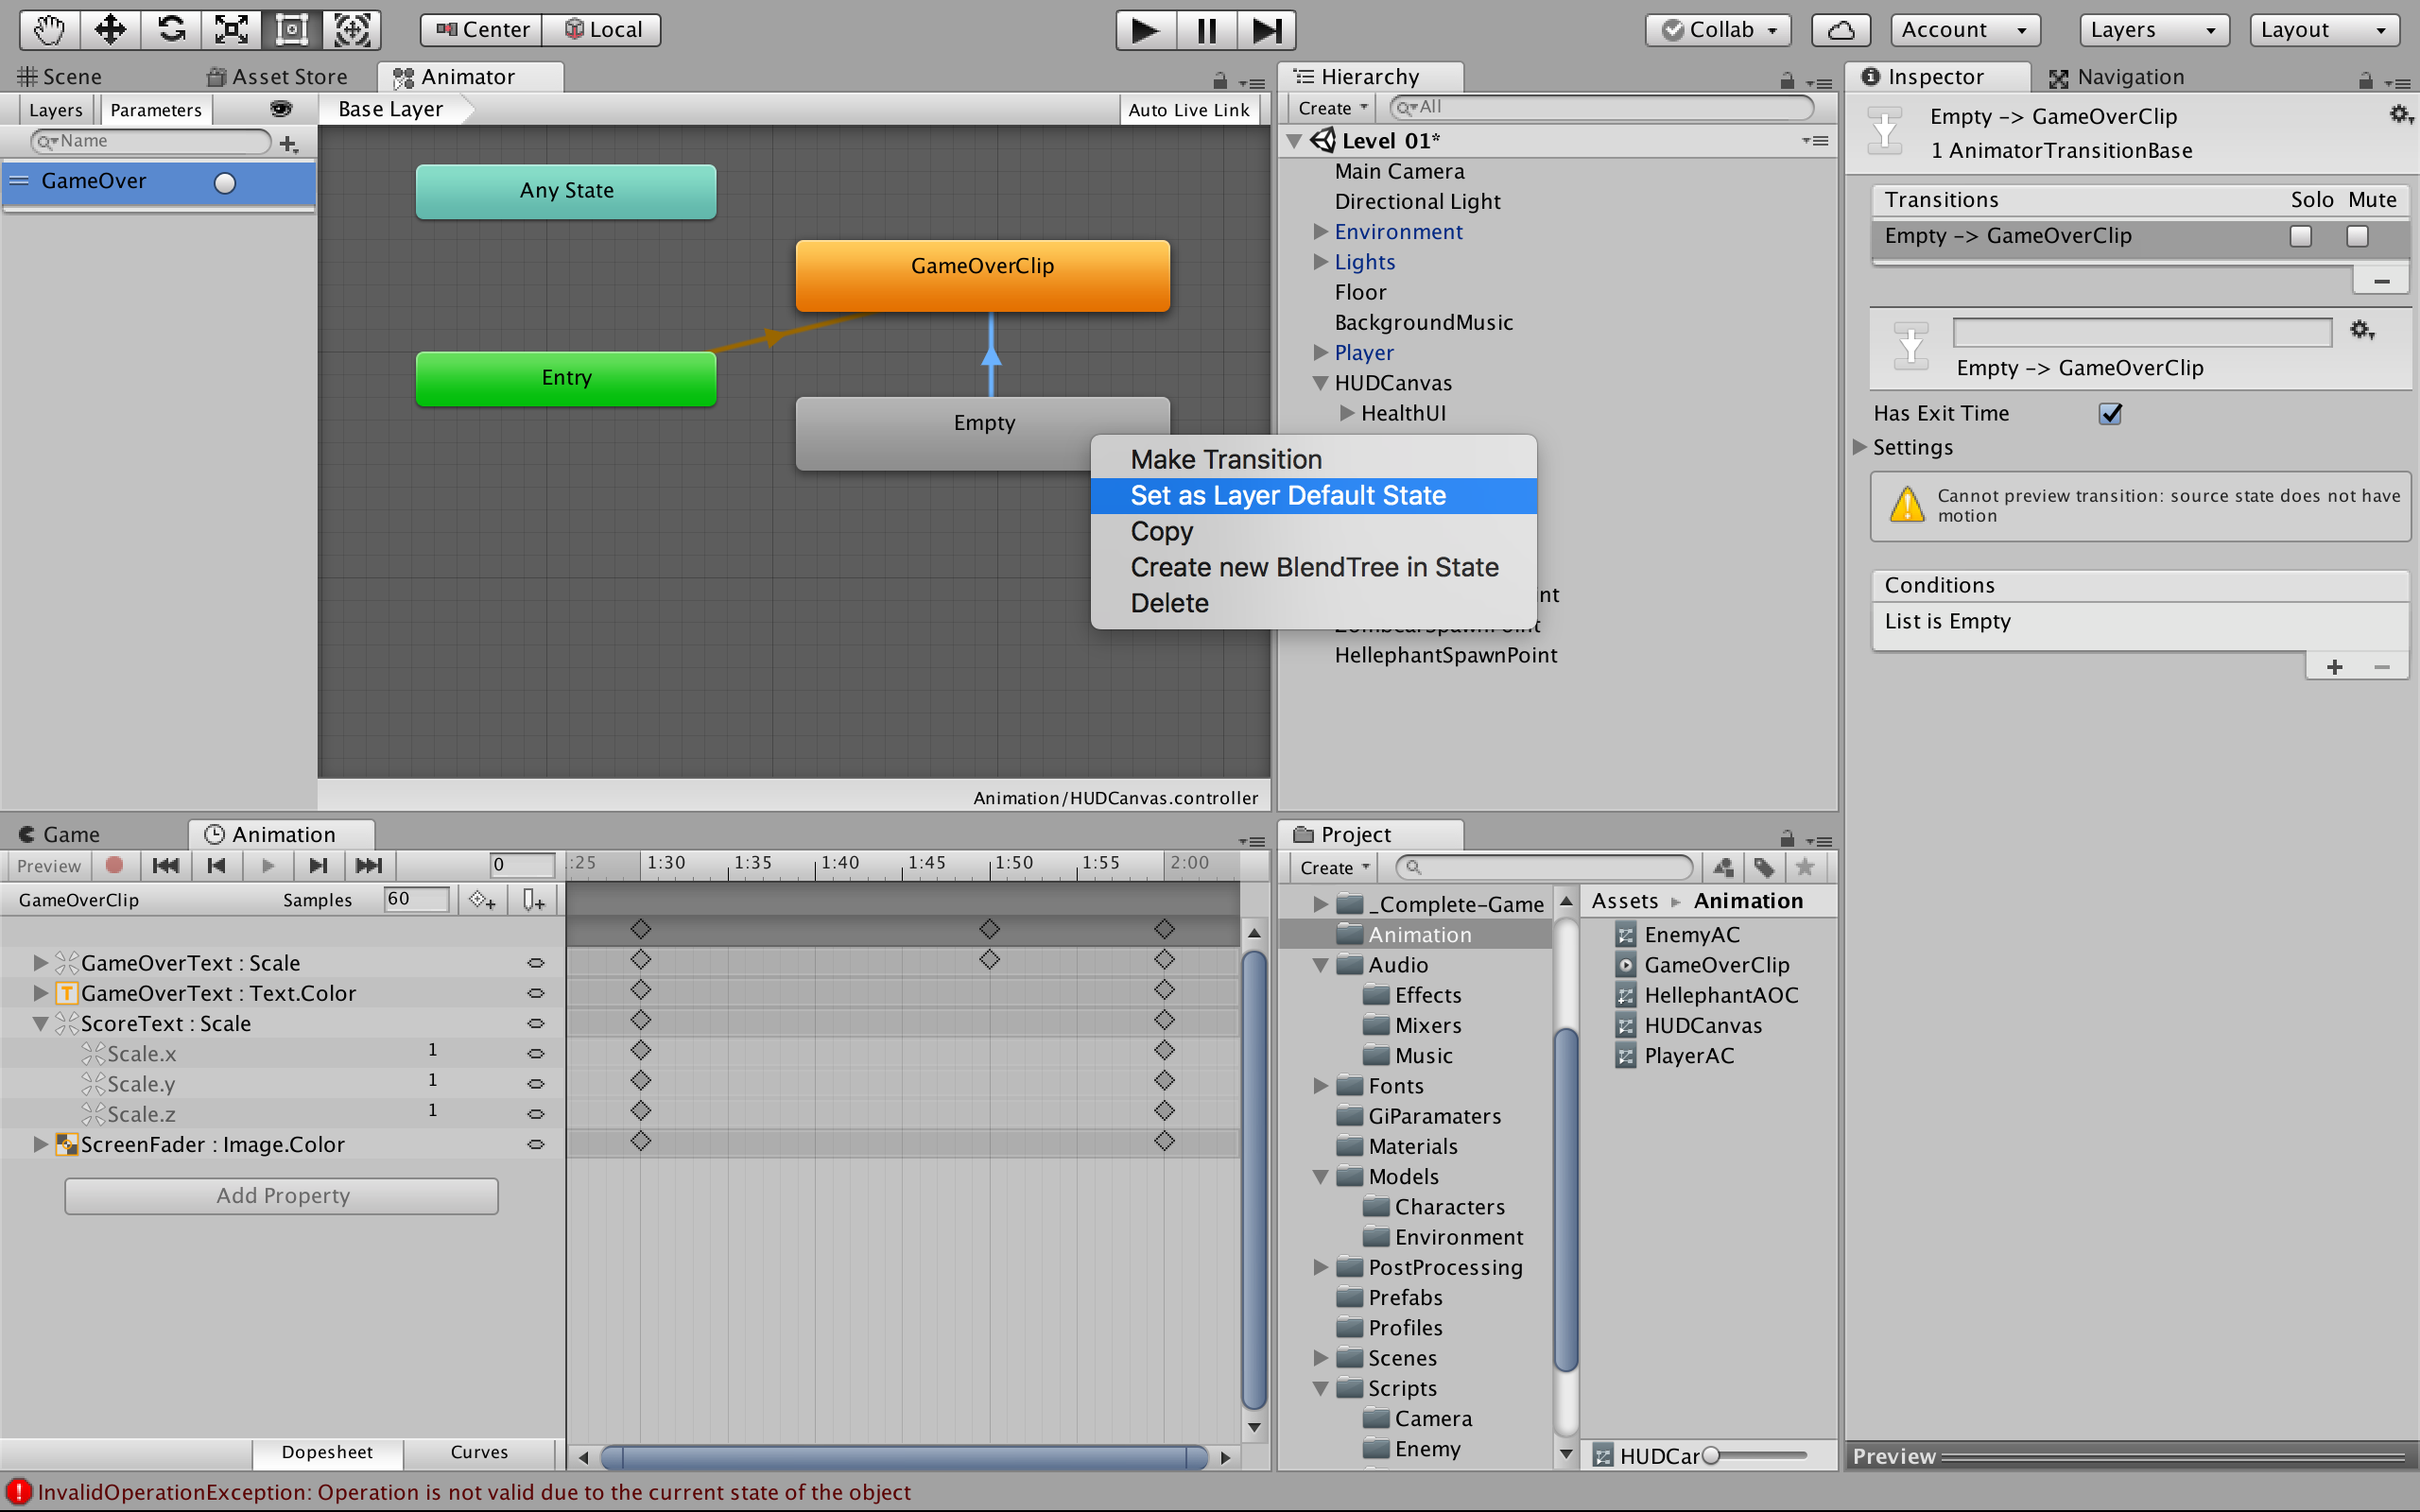 Center
Local
Collab
Account
Layers
Layout
Scene
Asset Store
Animator
Layers
Parameters
Base Layer
Auto Live Link
Name
GameOver
Any State
GameOverClip
Entry
Empty
Make Transition
Set as Layer Default State
Copy
Create new BlendTree in State
Delete
Animation/HUDCanvas.controller
Hierarchy
Create
All
Level 01*
Main Camera
Directional Light
Environment
Lights
Floor
BackgroundMusic
Player
HUDCanvas
HealthUI
nt
ZombearSpawnPoint
HellephantSpawnPoint
Inspector
Navigation
Empty -> GameOverClip
1 AnimatorTransitionBase
Transitions
Solo
Mute
Empty -> GameOverClip
Empty -> GameOverClip
Has Exit Time
Settings
Cannot preview transition: source state does not have
motion
Conditions
List is Empty
Preview
Game
Animation
Preview
0
:25
1:30
1:35
1:40
1:45
1:50
1:55
2:00
GameOverClip
Samples
60
GameOverText : Scale
GameOverText : Text.Color
ScoreText : Scale
Scale.x
1
Scale.y
1
Scale.z
1
ScreenFader : Image.Color
Add Property
Dopesheet
Curves
Project
Create
_Complete-Game
Animation
Audio
Effects
Mixers
Music
Fonts
GiParamaters
Materials
Models
Characters
Environment
PostProcessing
Prefabs
Profiles
Scenes
Scripts
Camera
Enemy
Assets
Animation
EnemyAC
GameOverClip
HellephantAOC
HUDCanvas
PlayerAC
HUDCar
InvalidOperationException: Operation is not valid due to the current state of the object